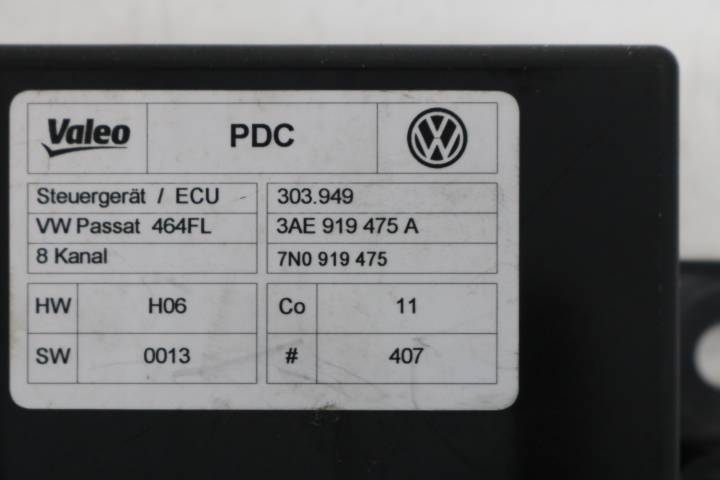 Valeo PDC VW
Steuergerät / ECU 303.949
VW Passat 464FL 3AE 919 475 A
8 Kanal 7N0 919 475
HW H06 Co 11
SW 0013 # 407